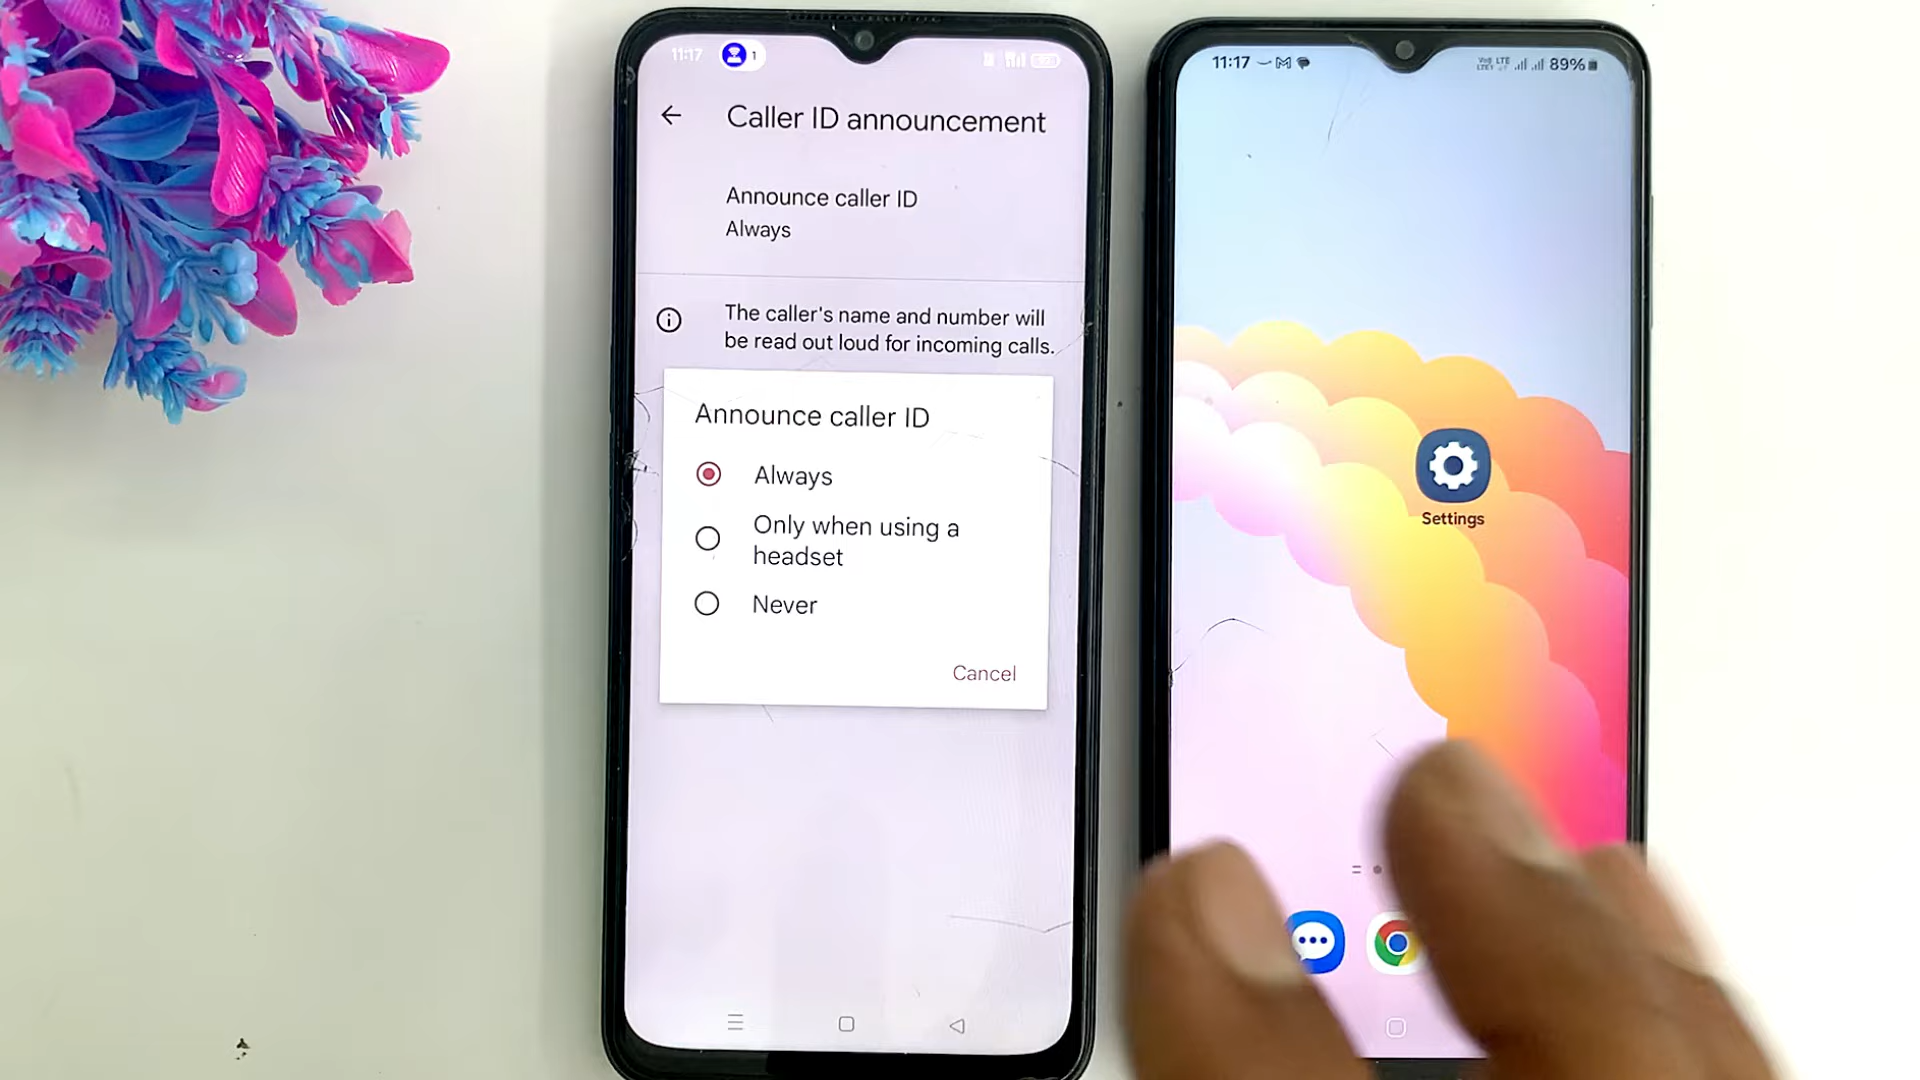 11:17
1
Caller ID announcement
Announce caller ID
Always
The caller's name and number will
be read out loud for incoming calls.
Announce caller ID
Always
Only when using a
headset
Never
Cancel
11:17
89%
Settings